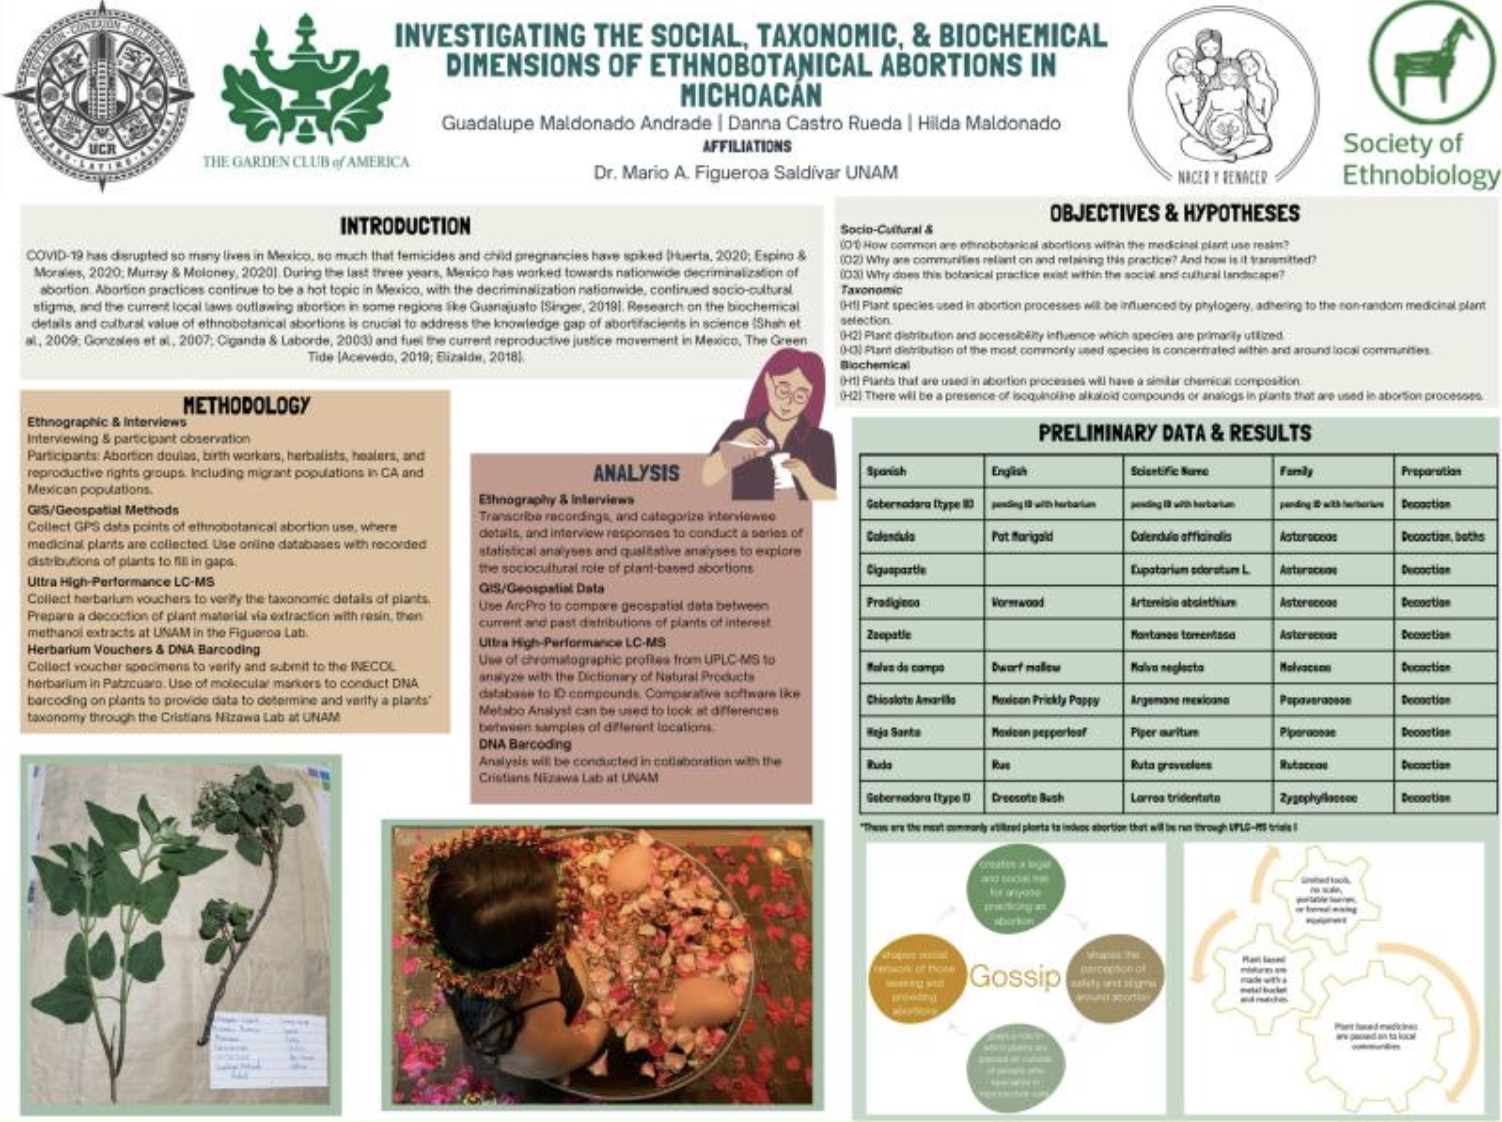 UCR
THE GARDEN CLUB of AMERICA
INVESTIGATING THE SOCIAL, TAXONOMIC, & BIOCHEMICAL
DIMENSIONS OF ETHNOBOTANICAL ABORTIONS IN
MICHOACÁN
Guadalupe Maldonado Andrade | Danna Castro Rueda | Hilda Maldonado
AFFILIATIONS
Dr. Mario A. Figueroa Saldívar UNAM
NACER Y RENACER
Society of
Ethnobiology
INTRODUCTION
COVID-19 has disrupted so many lives in Mexico, so much that femicides and child pregnancies have spiked (Huerta, 2020; Espino &
Morales, 2020; Murray & Moloney, 2020). During the last three years, Mexico has worked towards nationwide decriminalization of
abortion. Abortion practices continue to be a hot topic in Mexico, with the decriminalization nationwide, continued socio-cultural
stigma, and the current local laws outlawing abortion in some regions like Guanajuato (Singer, 2019). Research on the biochemical
details and cultural value of ethnobotanical abortions is crucial to address the knowledge gap of abortifacients in science (Shah et
al., 2009; Gonzales et al., 2007; Ciganda & Laborde, 2003) and fuel the current reproductive justice movement in Mexico, The Green
Tide (Acevedo, 2019; Elizalde, 2018).
OBJECTIVES & HYPOTHESES
Socio-Cultural &
(O1) How common are ethnobotanical abortions within the medicinal plant use realm?
(O2) Why are communities reliant on and retaining this practice? And how is it transmitted?
(O3) Why does this botanical practice exist within the social and cultural landscape?
Taxonomic
(H1) Plant species used in abortion processes will be influenced by phylogeny, adhering to the non-random medicinal plant
selection.
(H2) Plant distribution and accessibility influence which species are primarily utilized.
(H3) Plant distribution of the most commonly used species is concentrated within and around local communities.
Biochemical
(H1) Plants that are used in abortion processes will have a similar chemical composition.
(H2) There will be a presence of isoquinoline alkaloid compounds or analogs in plants that are used in abortion processes.
METHODOLOGY
Ethnographic & Interviews
Interviewing & participant observation
Participants: Abortion doulas, birth workers, herbalists, healers, and
reproductive rights groups. Including migrant populations in CA and
Mexican populations.
GIS/Geospatial Methods
Collect GPS data points of ethnobotanical abortion use, where
medicinal plants are collected. Use online databases with recorded
distributions of plants to fill in gaps.
Ultra High-Performance LC-MS
Collect herbarium vouchers to verify the taxonomic details of plants.
Prepare a decoction of plant material via extraction with resin, then
methanol extracts at UNAM in the Figueroa Lab.
Herbarium Vouchers & DNA Barcoding
Collect voucher specimens to verify and submit to the INECOL
herbarium in Patzcuaro. Use of molecular markers to conduct DNA
barcoding on plants to provide data to determine and verify a plants'
taxonomy through the Cristians Niizawa Lab at UNAM
ANALYSIS
Ethnography & Interviews
Transcribe recordings, and categorize interviewee
details, and interview responses to conduct a series of
statistical analyses and qualitative analyses to explore
the sociocultural role of plant-based abortions
GIS/Geospatial Data
Use ArcPro to compare geospatial data between
current and past distributions of plants of interest
Ultra High-Performance LC-MS
Use of chromatographic profiles from UPLC-MS to
analyze with the Dictionary of Natural Products
database to ID compounds. Comparative software like
Metabo Analyst can be used to look at differences
between samples of different locations.
DNA Barcoding
Analysis will be conducted in collaboration with the
Cristians Niizawa Lab at UNAM
PRELIMINARY DATA & RESULTS
Spanish English Scientific Name Family Preparation
Gobernadora (type II) pending ID with herbarium pending ID with herbarium pending ID with herbarium Decoction
Calendula Pot Marigold Calendula officinalis Asteraceae Decoction, baths
Ciguapaztle Eupatorium odoratum L. Asteraceae Decoction
Prodigiosa Wormwood Artemisia absinthium Asteraceae Decoction
Zoapatle Montanoa tomentosa Asteraceae Decoction
Malva de campo Dwarf mallow Malva neglecta Malvaceae Decoction
Chicalote Amarillo Mexican Prickly Poppy Argemone mexicana Papaveraceae Decoction
Hoja Santa Mexican pepperleaf Piper auritum Piperaceae Decoction
Ruda Rue Ruta graveolens Rutaceae Decoction
Gobernadora (type I) Creosote Bush Larrea tridentata Zygophyllaceae Decoction
*These are the most commonly utilized plants to induce abortion that will be run through UPLC-MS trials I
creates a legal
and social risk
for anyone
practicing an
abortion
shapes social
network of those
seeking and
providing
abortions
Gossip
shapes the
perception of
safety and stigma
around abortion
which plants are
passed on outside
of people who
specialize in
reproductive care
Limited tools,
no scale,
portable burner,
or formal mixing
equipment
Plant based
mixtures are
made with a
metal bucket
and matches
Plant based medicines
are passed on to local
communities